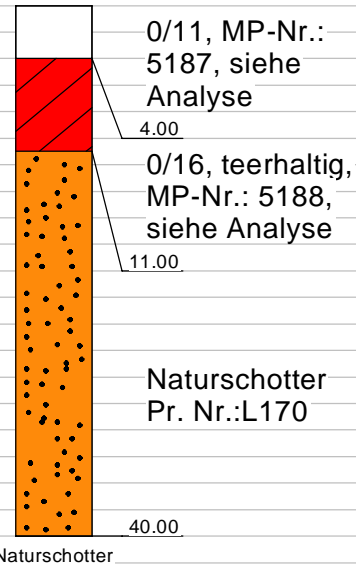 0/11, MP-Nr.:
5187, siehe
Analyse
4.00
0/16, teerhaltig,
MP-Nr.: 5188,
siehe Analyse
11.00
Naturschotter
Pr. Nr.:L170
40.00
Naturschotter